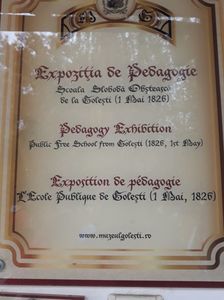 Expoziția de Pedagogie
Școala Slobodă Obștească
de la Golești (1 Mai 1826)
Pedagogy Exhibition
Public Free School from Golești (1826, 1st May)
Exposition de pédagogie
L'Ecole Publique de Golești (1 Mai, 1826)
www.muzeulgolesti.ro